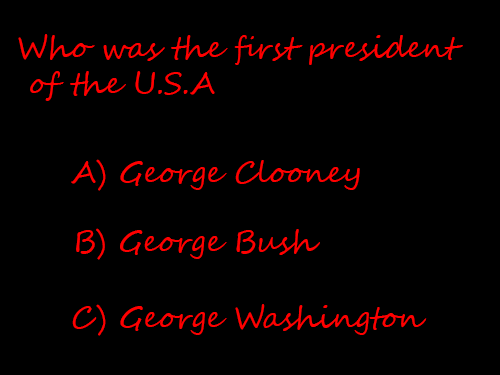 Who was the first president
of the U.S.A
A) George Clooney
B) George Bush
C) George Washington